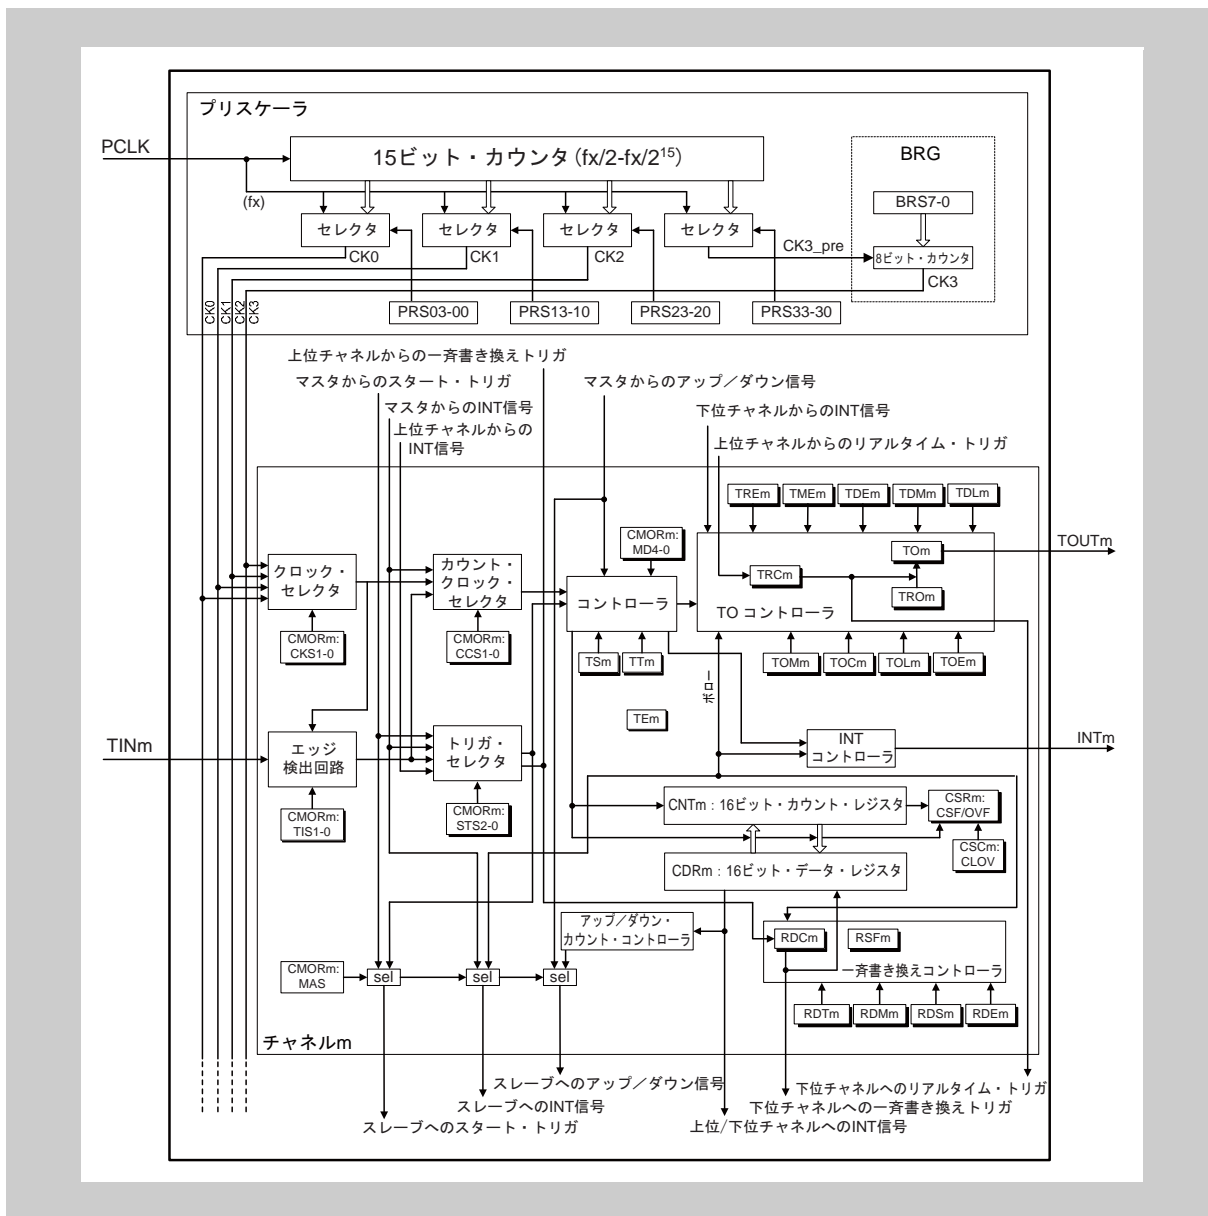 プリスケーラ
PCLK
15ビット・カウンタ (fx/2-fx/2¹⁵)
BRG
BRS7-0
(fx)
セレクタ
セレクタ
セレクタ
セレクタ
CK3_pre
8ビット・カウンタ
CK0
CK1
CK2
CK3
CK0
CK1
CK2
CK3
PRS03-00
PRS13-10
PRS23-20
PRS33-30
上位チャネルからの一斉書き換えトリガ
マスタからのスタート・トリガ
マスタからのアップ／ダウン信号
マスタからのINT信号
下位チャネルからのINT信号
上位チャネルからの
INT信号
上位チャネルからのリアルタイム・トリガ
TREm
TMEm
TDEm
TDMm
TDLm
CMORm:
MD4-0
TOm
TOUTm
クロック・
セレクタ
カウント・
クロック・
セレクタ
コントローラ
TRCm
TROm
TO コントローラ
CMORm:
CKS1-0
CMORm:
CCS1-0
TSm
TTm
TOMm
TOCm
TOLm
TOEm
ボロー
TEm
TINm
エッジ
検出回路
トリガ・
セレクタ
INT
コントローラ
INTm
CMORm:
TIS1-0
CMORm:
STS2-0
CNTm : 16ビット・カウント・レジスタ
CSRm:
CSF/OVF
CSCm:
CLOV
CDRm : 16ビット・データ・レジスタ
アップ／ダウン・
カウント・コントローラ
RDCm
RSFm
一斉書き換えコントローラ
CMORm:
MAS
sel
sel
sel
RDTm
RDMm
RDSm
RDEm
チャネルm
スレーブへのアップ／ダウン信号
下位チャネルへのリアルタイム・トリガ
スレーブへのINT信号
下位チャネルへの一斉書き換えトリガ
スレーブへのスタート・トリガ
上位/下位チャネルへのINT信号